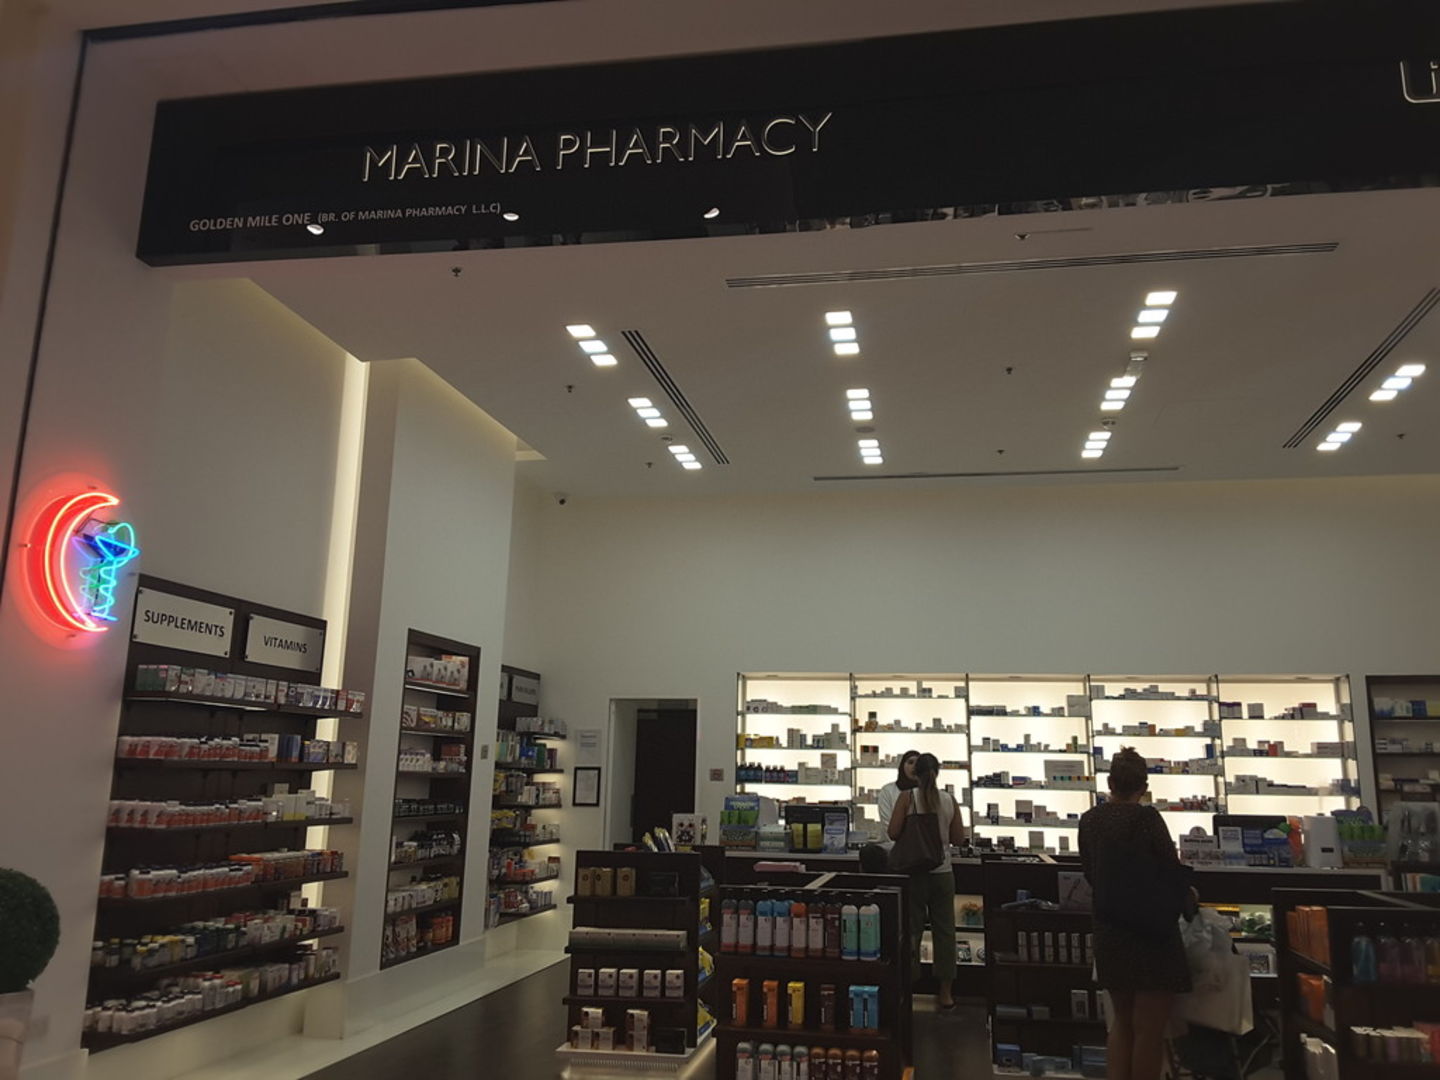 MARINA PHARMACY
GOLDEN MILE ONE (BR. OF MARINA PHARMACY L.L.C)
SUPPLEMENTS
VITAMINS